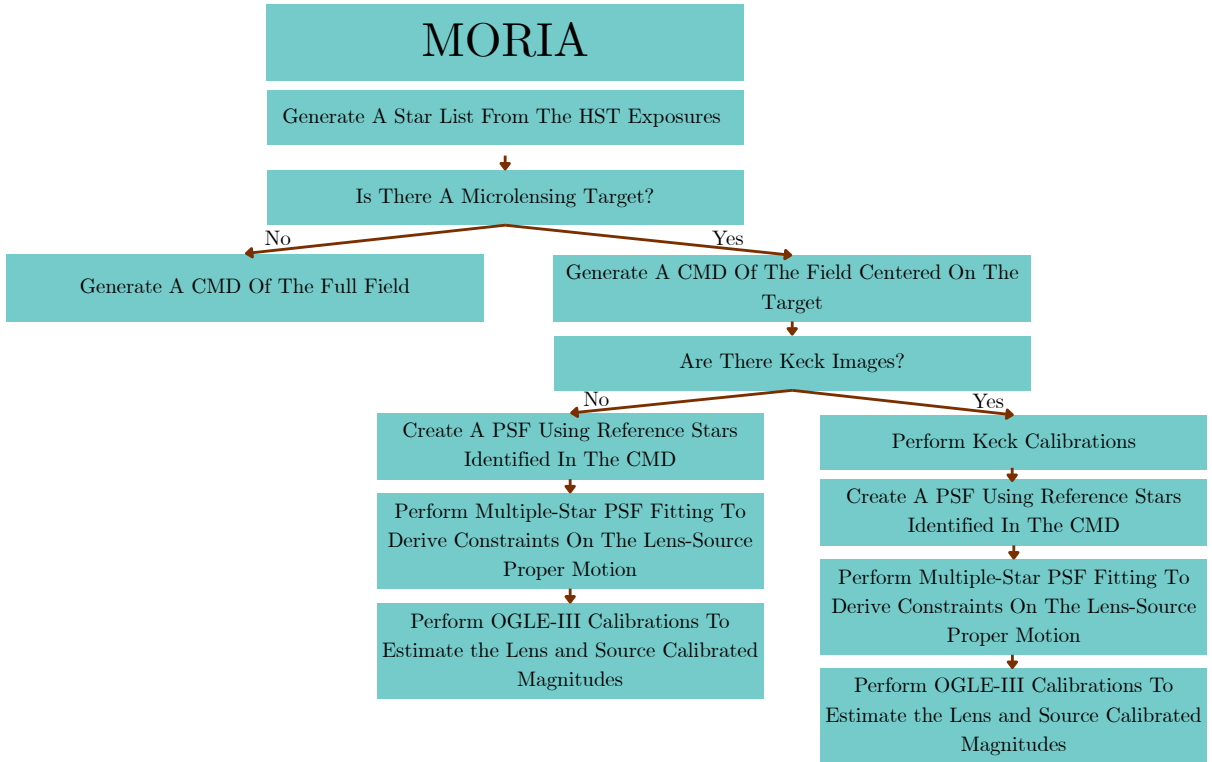 MORIA
Generate A Star List From The HST Exposures
Is There A Microlensing Target?
No
Yes
Generate A CMD Of The Full Field
Generate A CMD Of The Field Centered On The
Target
Are There Keck Images?
No
Yes
Create A PSF Using Reference Stars
Identified In The CMD
Perform Multiple-Star PSF Fitting To
Derive Constraints On The Lens-Source
Proper Motion
Perform OGLE-III Calibrations To
Estimate the Lens and Source Calibrated
Magnitudes
Perform Keck Calibrations
Create A PSF Using Reference Stars
Identified In The CMD
Perform Multiple-Star PSF Fitting To
Derive Constraints On The Lens-Source
Proper Motion
Perform OGLE-III Calibrations To
Estimate the Lens and Source Calibrated
Magnitudes